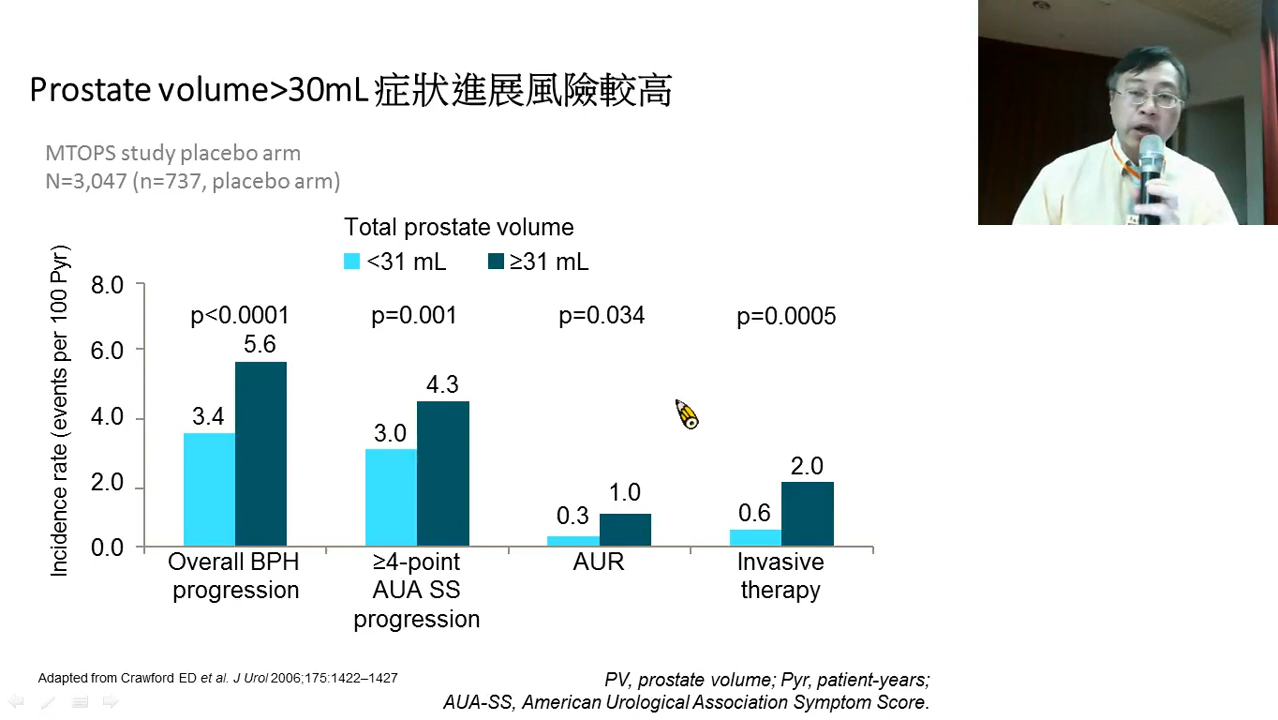 Prostate volume>30mL 症狀進展風險較高
MTOPS study placebo arm
N=3,047 (n=737, placebo arm)
Total prostate volume
<31 mL ≥31 mL
Incidence rate (events per 100 Pyr)
8.0
6.0
4.0
2.0
0.0
p<0.0001 p=0.001 p=0.034 p=0.0005
3.4 5.6
3.0 4.3
0.3 1.0
0.6 2.0
Overall BPH
progression
≥4-point
AUA SS
progression
AUR
Invasive
therapy
Adapted from Crawford ED et al. J Urol 2006;175:1422–1427
PV, prostate volume; Pyr, patient-years;
AUA-SS, American Urological Association Symptom Score.